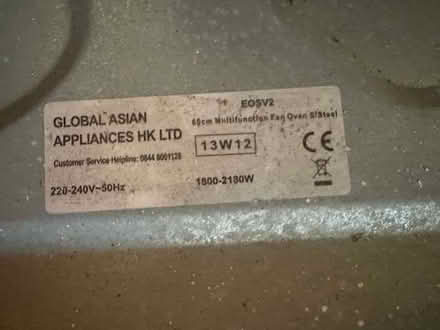 EOSV2
GLOBAL ASIAN
APPLIANCES HK LTD
60cm Multifunction Fan Oven S/Steel
13W12
CE
Customer Service Helpline: 0844 8001128
220-240V~50Hz
1800-2180W